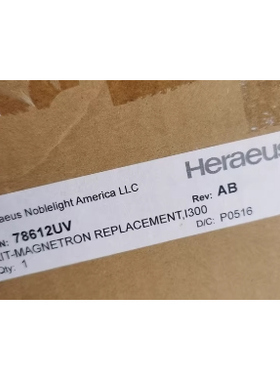 Heraeus
aeus Noblelight America LLC
N: 78612UV
Rev: AB
IT-MAGNETRON REPLACEMENT,I300
D/C: P0516
Qty: 1